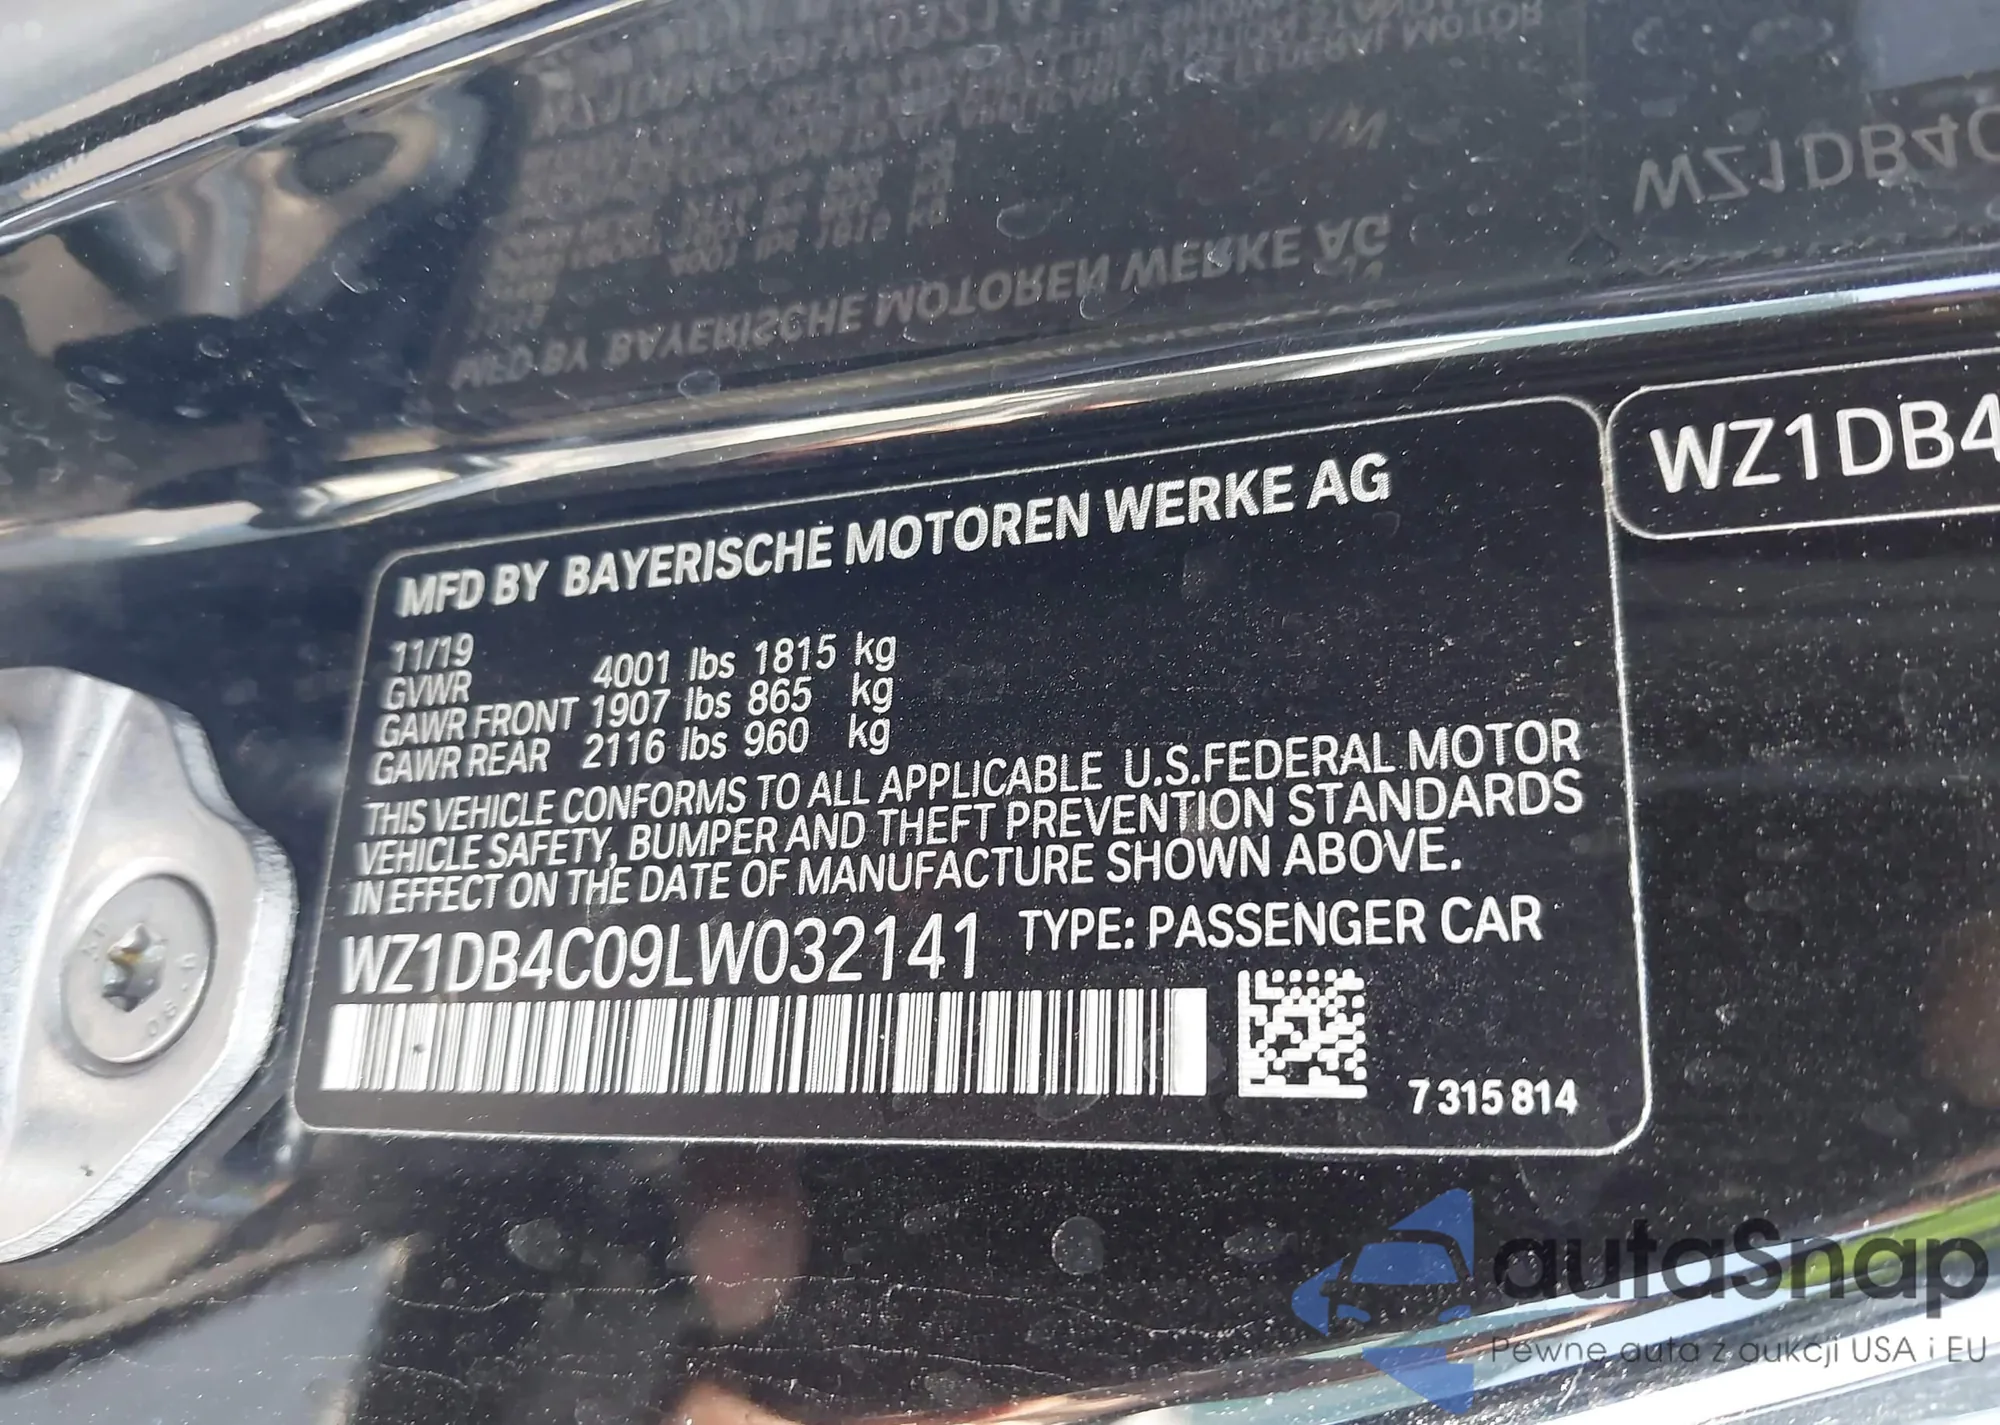 MFD BY BAYERISCHE MOTOREN WERKE AG
11/19
GVWR 4001 lbs 1815 kg
GAWR FRONT 1907 lbs 865 kg
GAWR REAR 2116 lbs 960 kg
THIS VEHICLE CONFORMS TO ALL APPLICABLE U.S.FEDERAL MOTOR
VEHICLE SAFETY, BUMPER AND THEFT PREVENTION STANDARDS
IN EFFECT ON THE DATE OF MANUFACTURE SHOWN ABOVE.
WZ1DB4C09LW032141 TYPE: PASSENGER CAR
7 315 814
WZ1DB4
autaSnap
Pewne auta z aukcji USA i EU